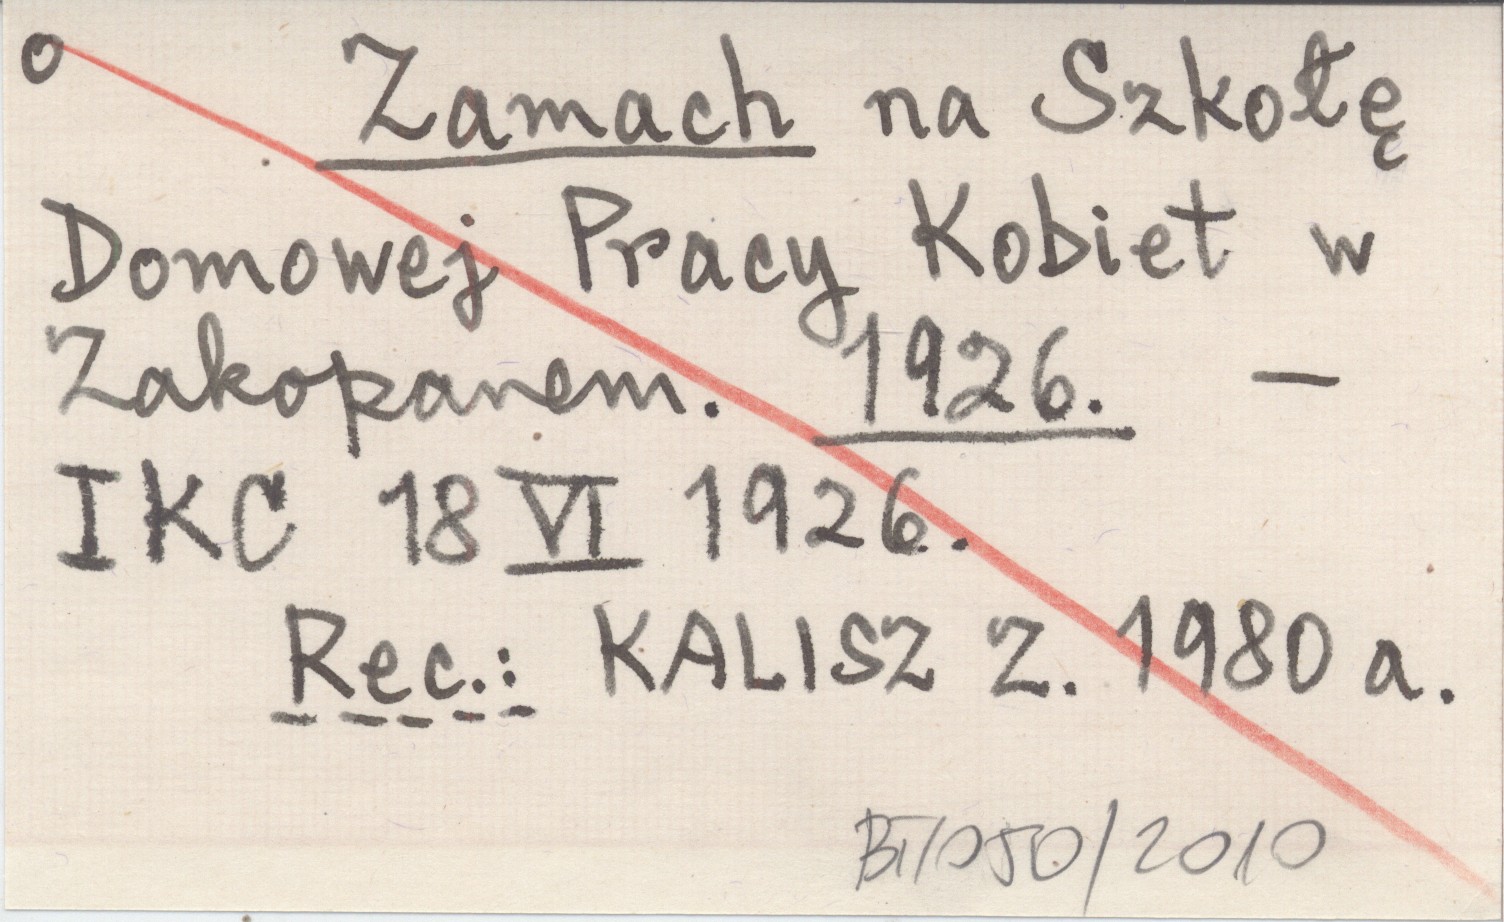 o Zamach na Szkołę
Domowej Pracy Kobiet w
Zakopanem. 1926. —
IKC 18 VI 1926.
Rec.: KALISZ Z. 1980 a.
BT/050/2010